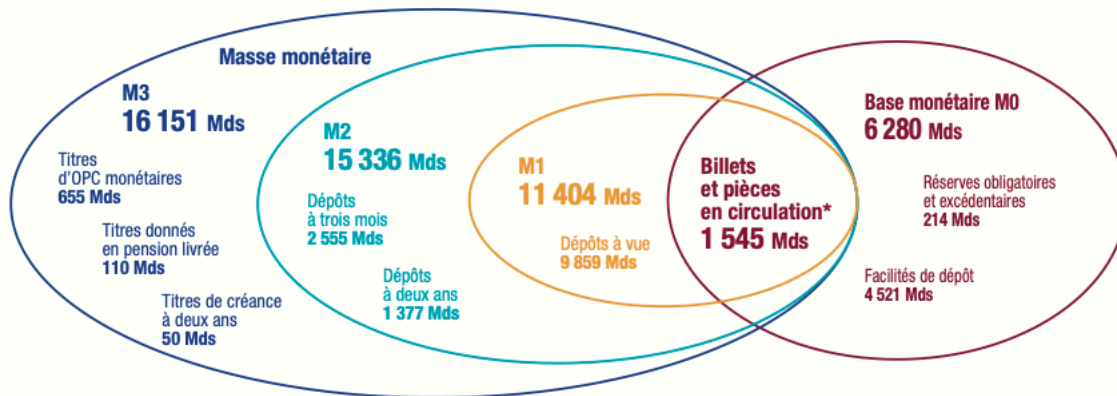 Masse monétaire
M3
16 151 Mds
Titres
d'OPC monétaires
655 Mds
Titres donnés
en pension livrée
110 Mds
Titres de créance
à deux ans
50 Mds
M2
15 336 Mds
Dépôts
à trois mois
2 555 Mds
Dépôts
à deux ans
1 377 Mds
M1
11 404 Mds
Dépôts à vue
9 859 Mds
Billets
et pièces
en circulation*
1 545 Mds
Base monétaire M0
6 280 Mds
Réserves obligatoires
et excédentaires
214 Mds
Facilités de dépôt
4 521 Mds